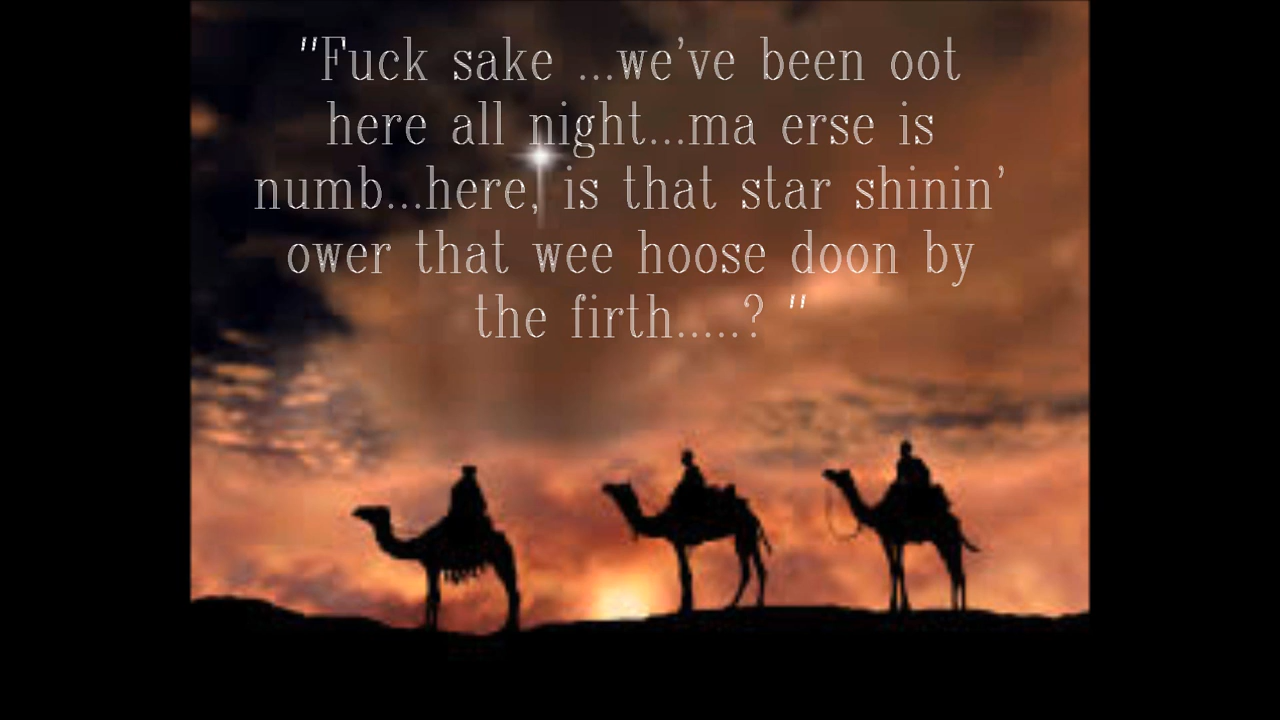 "Fuck sake ...we've been oot
here all night...ma erse is
numb...here, is that star shinin'
ower that wee hoose doon by
the firth.....? "